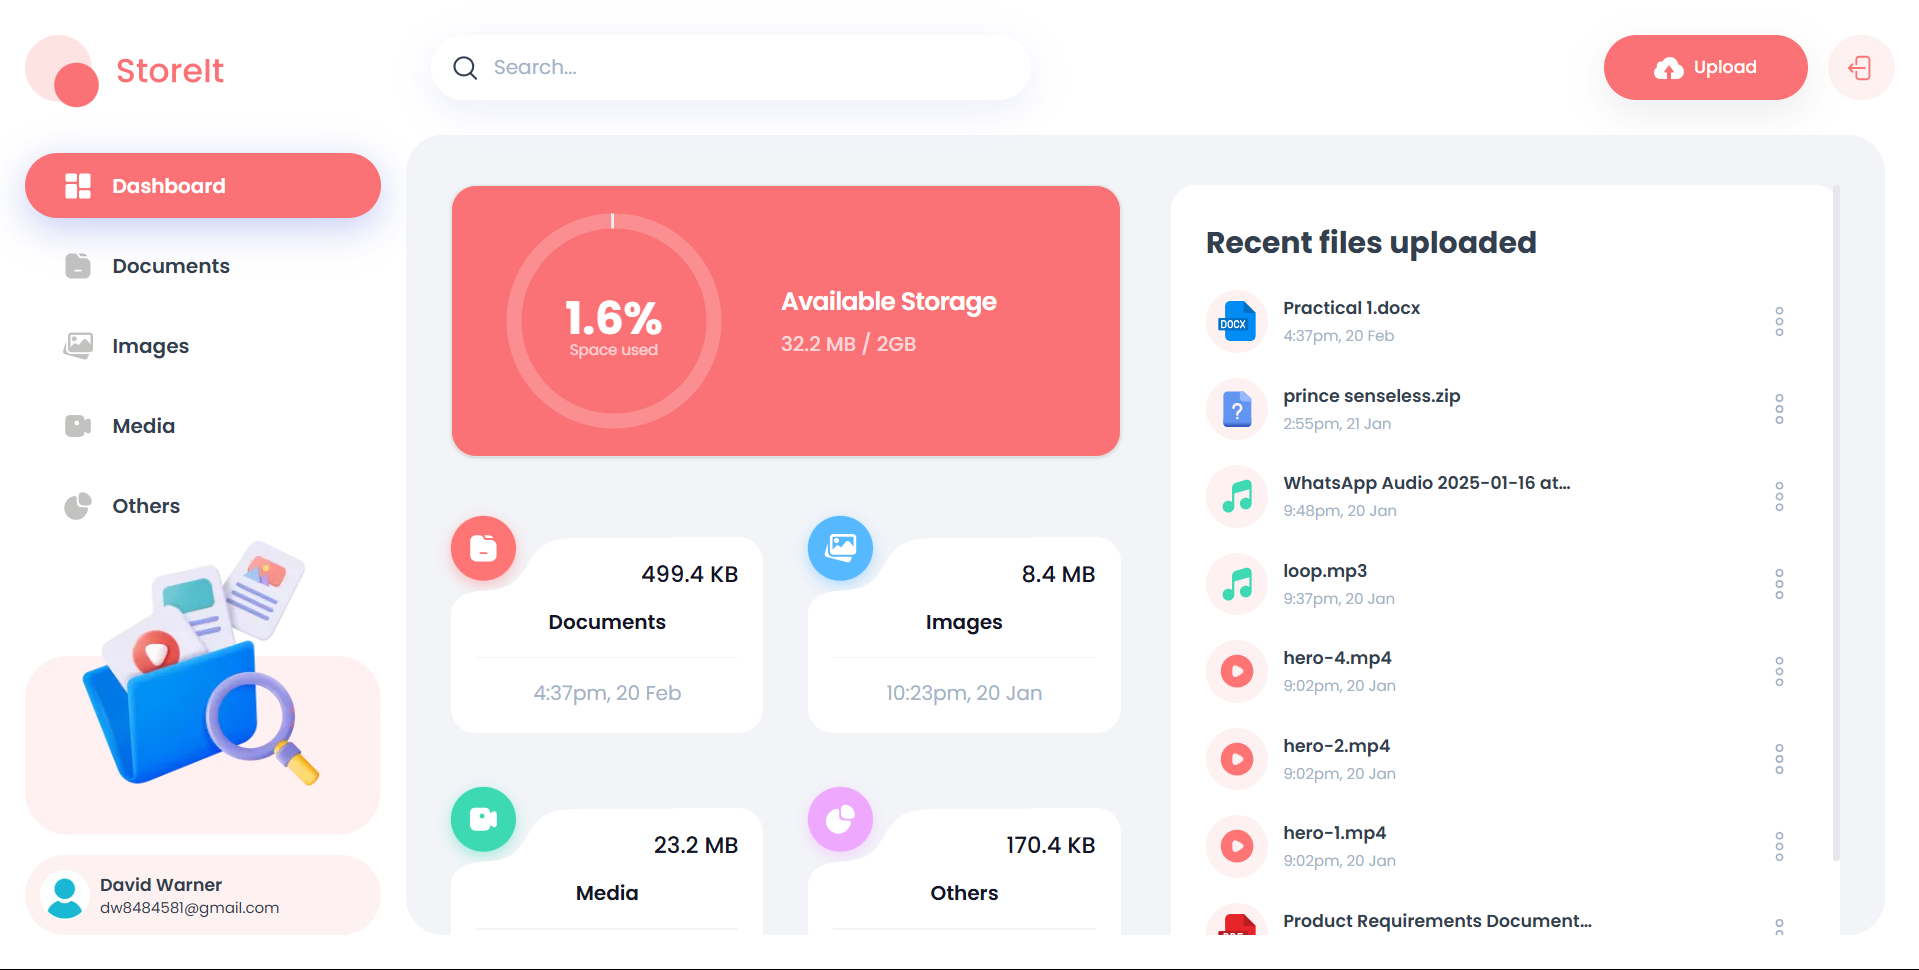 StoreIt
Search...
Upload
Dashboard
Documents
Images
Media
Others
David Warner
dw8484581@gmail.com
1.6%
Space used
Available Storage
32.2 MB / 2GB
499.4 KB
Documents
4:37pm, 20 Feb
8.4 MB
Images
10:23pm, 20 Jan
23.2 MB
Media
170.4 KB
Others
Recent files uploaded
DOCX
Practical 1.docx
4:37pm, 20 Feb
?
prince senseless.zip
2:55pm, 21 Jan
WhatsApp Audio 2025-01-16 at...
9:48pm, 20 Jan
loop.mp3
9:37pm, 20 Jan
hero-4.mp4
9:02pm, 20 Jan
hero-2.mp4
9:02pm, 20 Jan
hero-1.mp4
9:02pm, 20 Jan
Product Requirements Document...